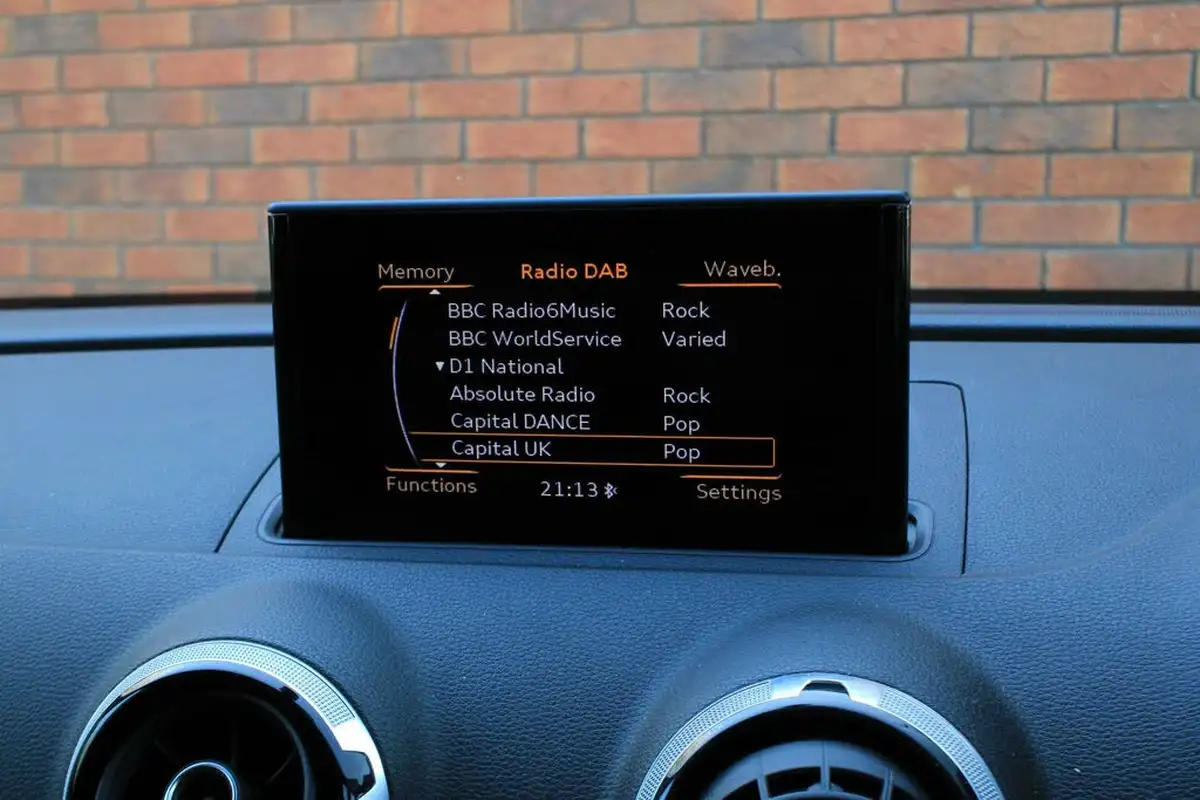 Memory Radio DAB Waveb.
BBC Radio6Music Rock
BBC WorldService Varied
▼ D1 National
Absolute Radio Rock
Capital DANCE Pop
Capital UK Pop
Functions 21:13 Settings